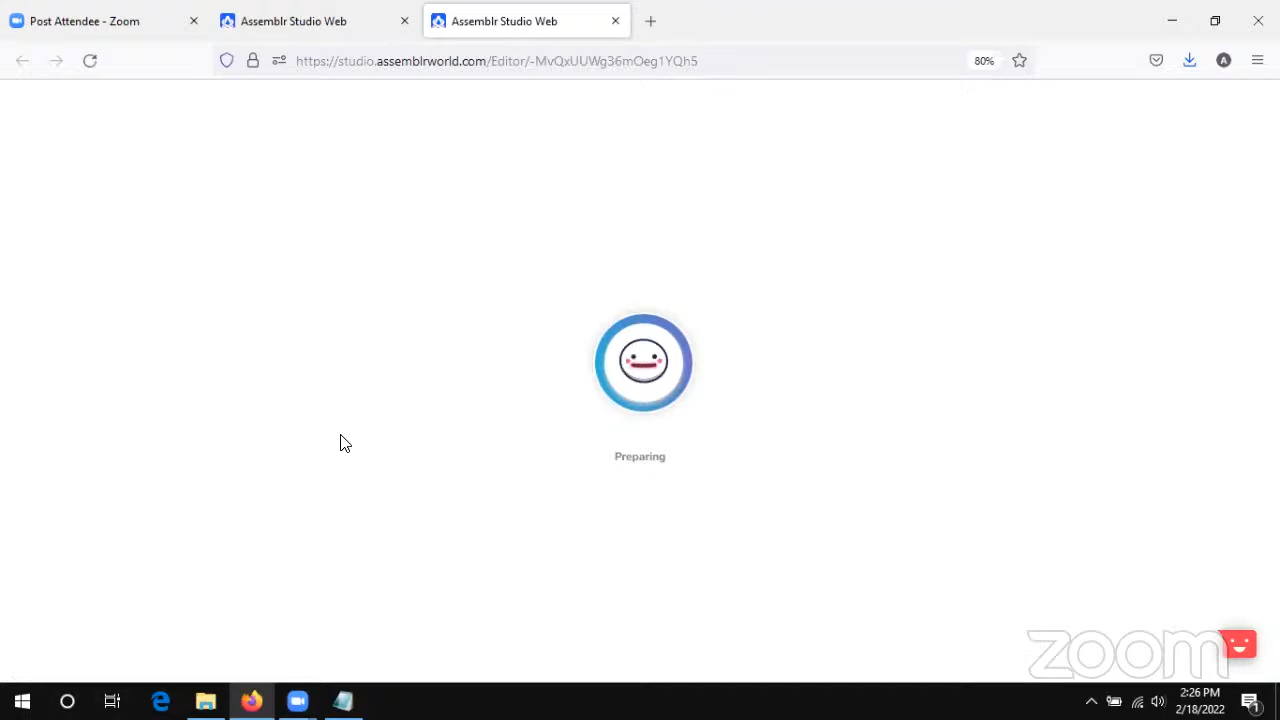 Post Attendee - Zoom
Assemblr Studio Web
Assemblr Studio Web
https://studio.assemblrworld.com/Editor/-MvQxUUWg36mOeg1YQh5
80%
A
Preparing
zoom
2:26 PM
2/18/2022
1